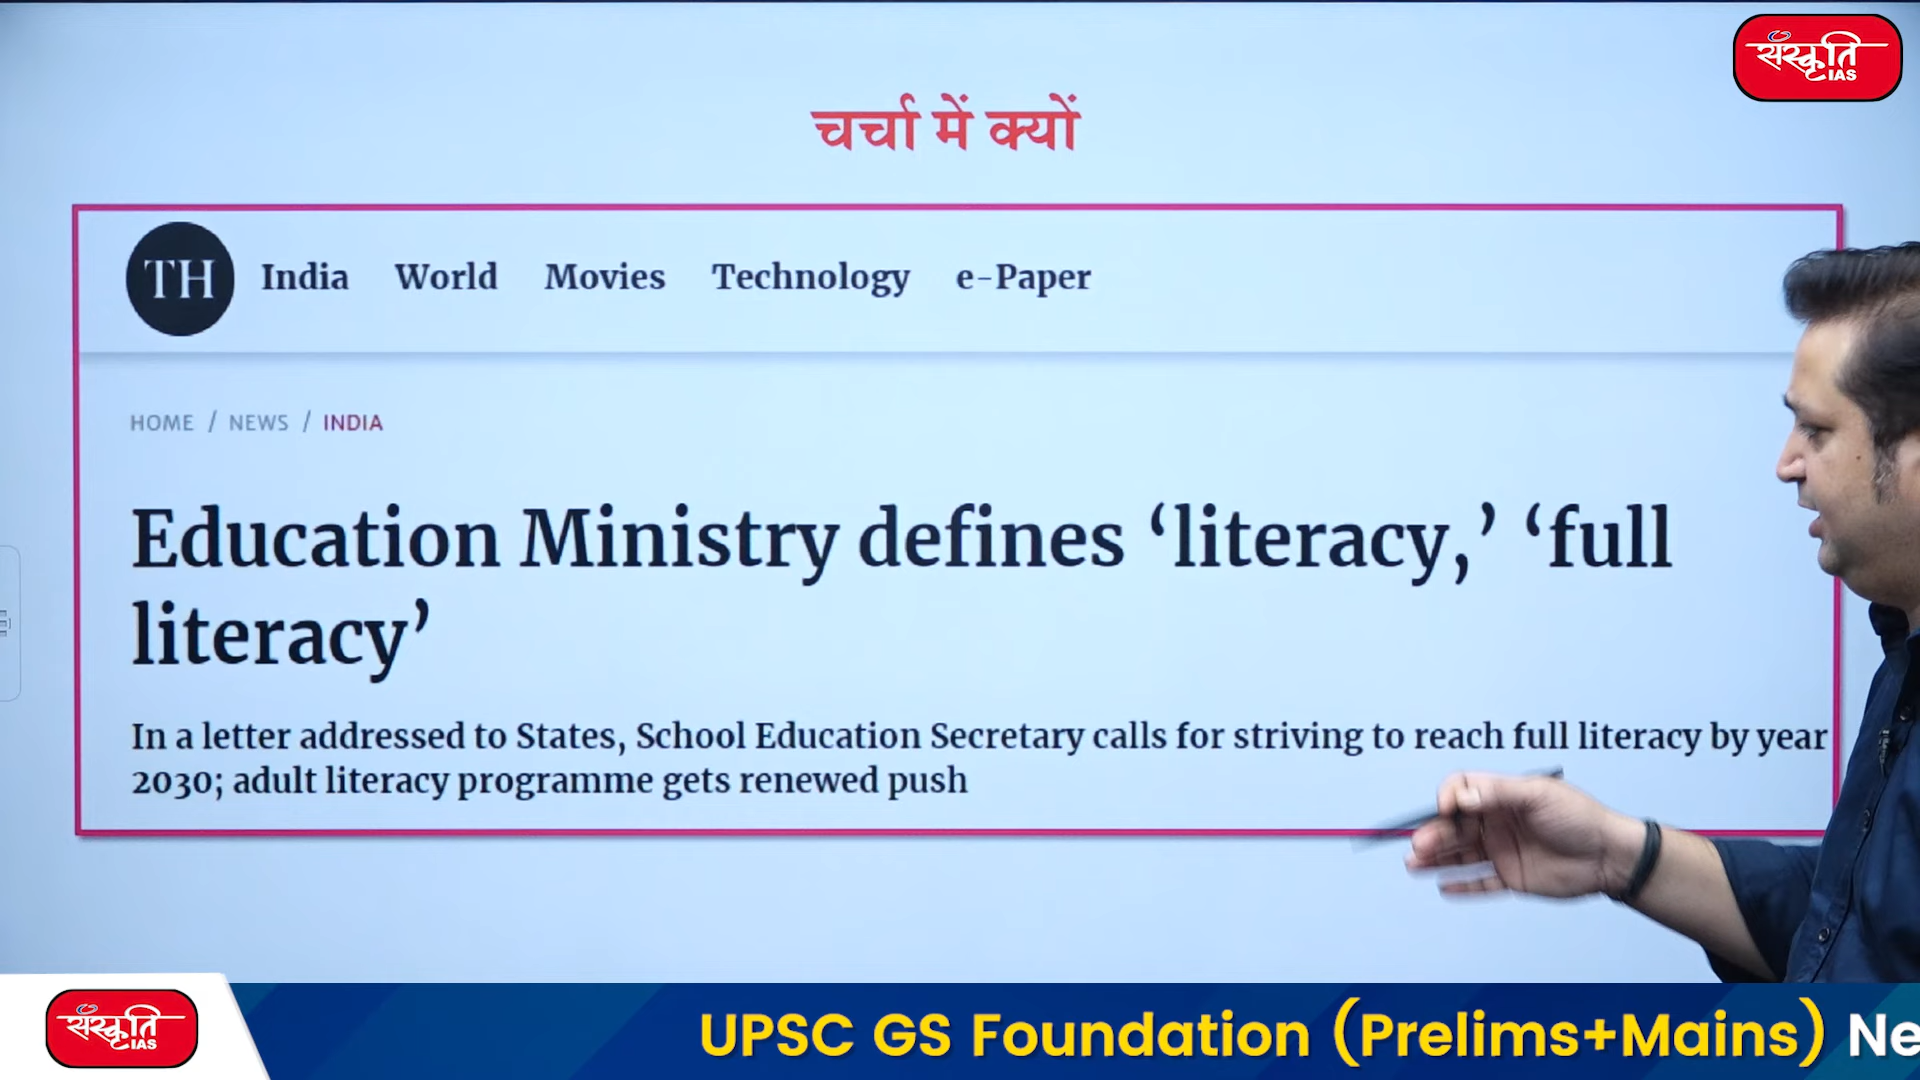 संस्कृति
IAS
चर्चा में क्यों
TH India World Movies Technology e-Paper
HOME / NEWS / INDIA
Education Ministry defines ‘literacy,’ ‘full
literacy’
In a letter addressed to States, School Education Secretary calls for striving to reach full literacy by year
2030; adult literacy programme gets renewed push
संस्कृति
IAS
UPSC GS Foundation (Prelims+Mains) Ne